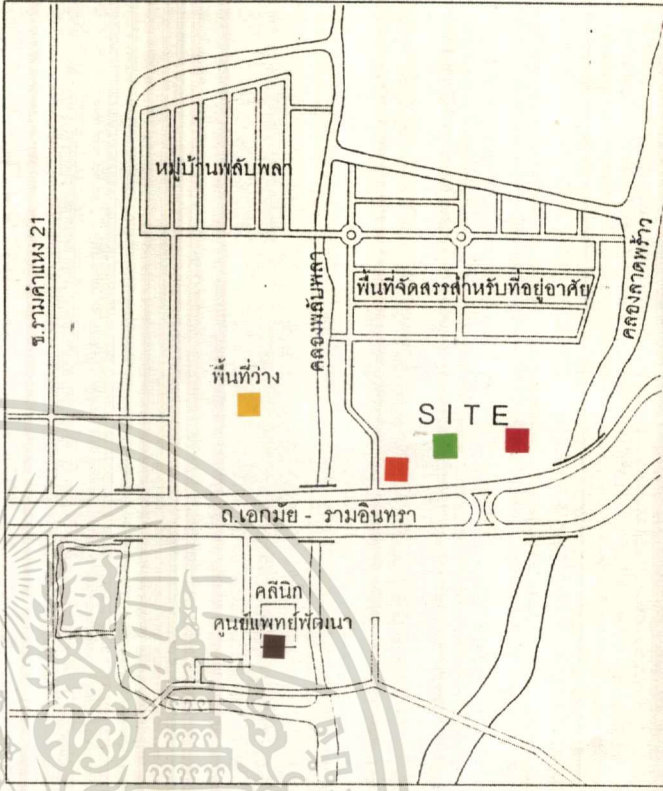 หมู่บ้านพลับพลา
ซ.รามคำแหง 21
คลองพลับพลา
พื้นที่จัดสรรสำหรับที่อยู่อาศัย
คลองลาดพร้าว
พื้นที่ว่าง
SITE
ถ.เอกมัย - รามอินทรา
คลีนิก
ศูนย์แพทย์พัฒนา